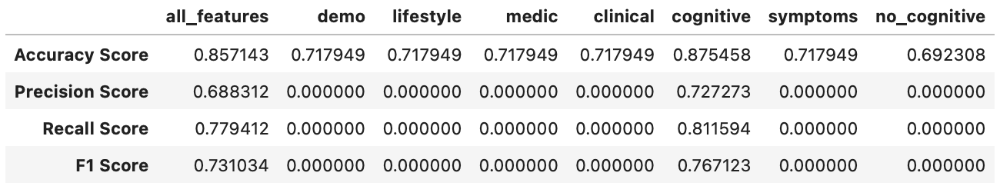 all_features demo lifestyle medic clinical cognitive symptoms no_cognitive
Accuracy Score 0.857143 0.717949 0.717949 0.717949 0.717949 0.875458 0.717949 0.692308
Precision Score 0.688312 0.000000 0.000000 0.000000 0.000000 0.727273 0.000000 0.000000
Recall Score 0.779412 0.000000 0.000000 0.000000 0.000000 0.811594 0.000000 0.000000
F1 Score 0.731034 0.000000 0.000000 0.000000 0.000000 0.767123 0.000000 0.000000